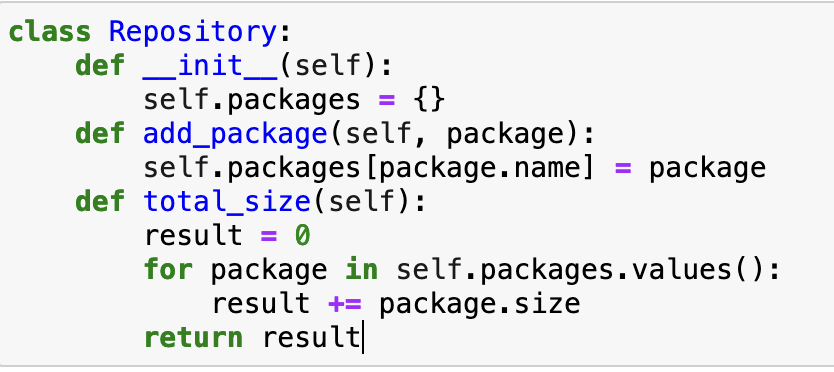 class Repository:
    def __init__(self):
        self.packages = {}
    def add_package(self, package):
        self.packages[package.name] = package
    def total_size(self):
        result = 0
        for package in self.packages.values():
            result += package.size
        return result